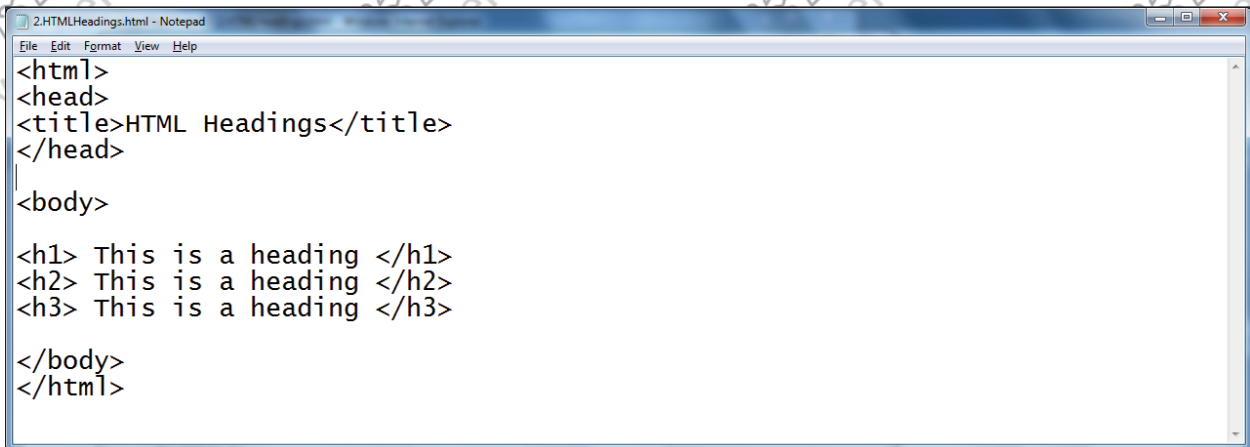 2.HTMLHeadings.html - Notepad
File Edit Format View Help
<html>
<head>
<title>HTML Headings</title>
</head>
<body>
<h1> This is a heading </h1>
<h2> This is a heading </h2>
<h3> This is a heading </h3>
</body>
</html>